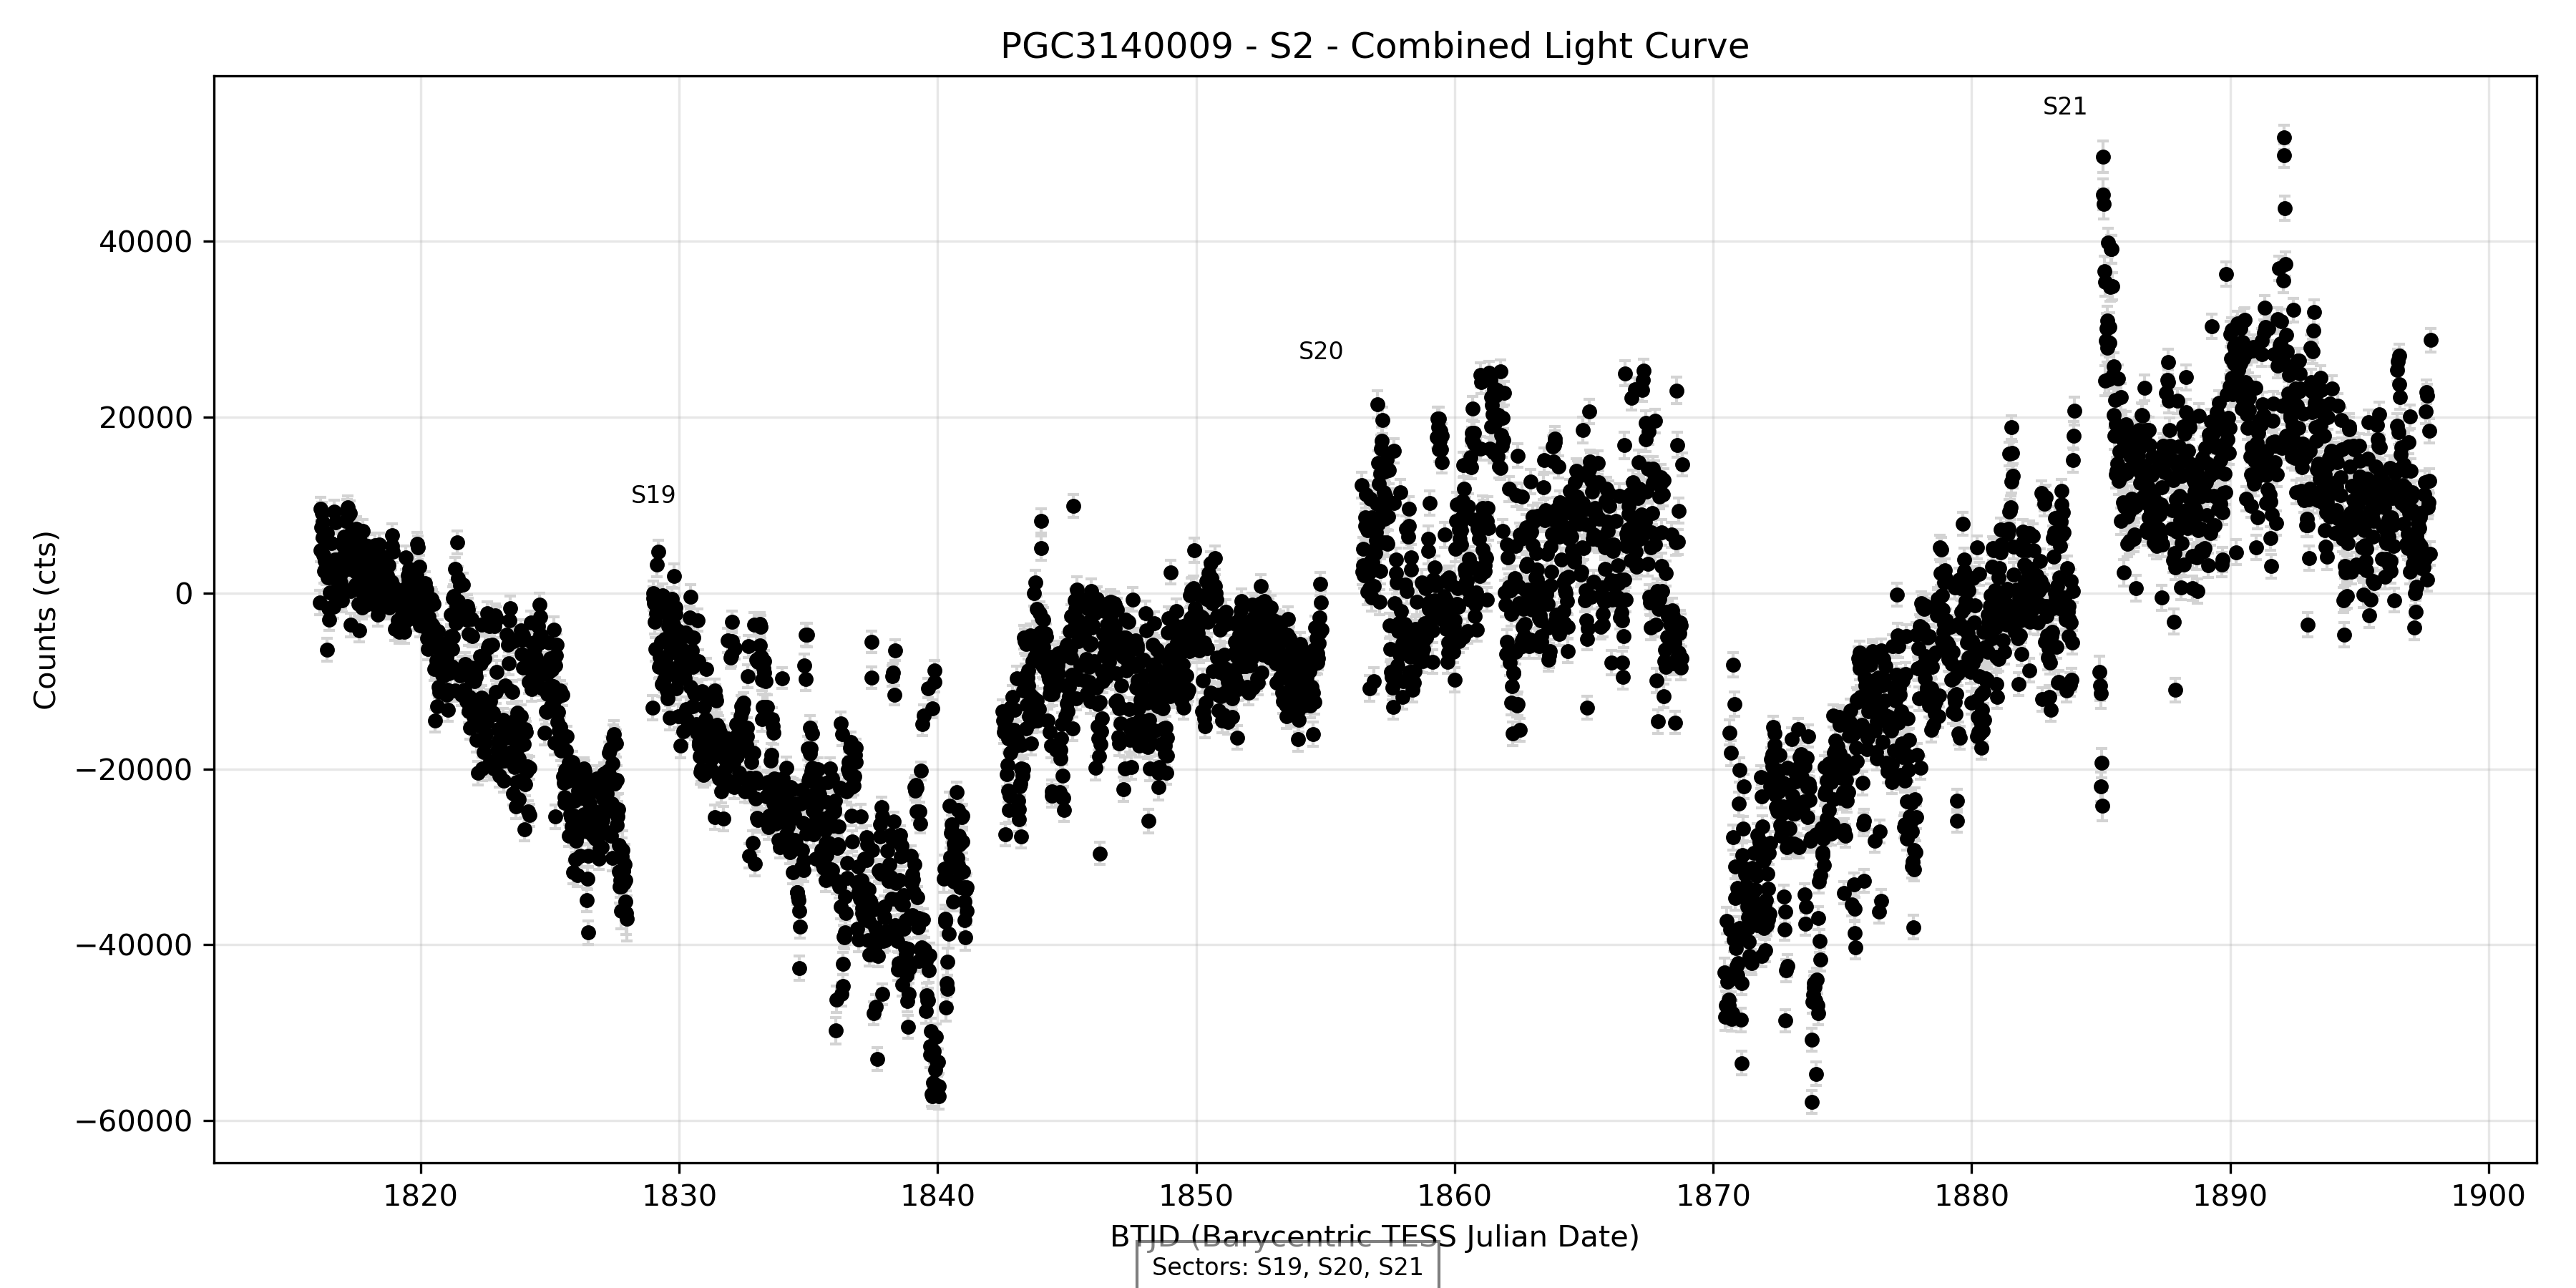 PGC3140009 - S2 - Combined Light Curve
S21
S20
S19
Counts (cts)
40000
20000
0
−20000
−40000
−60000
1820 1830 1840 1850 1860 1870 1880 1890 1900
BTJD (Barycentric TESS Julian Date)
Sectors: S19, S20, S21